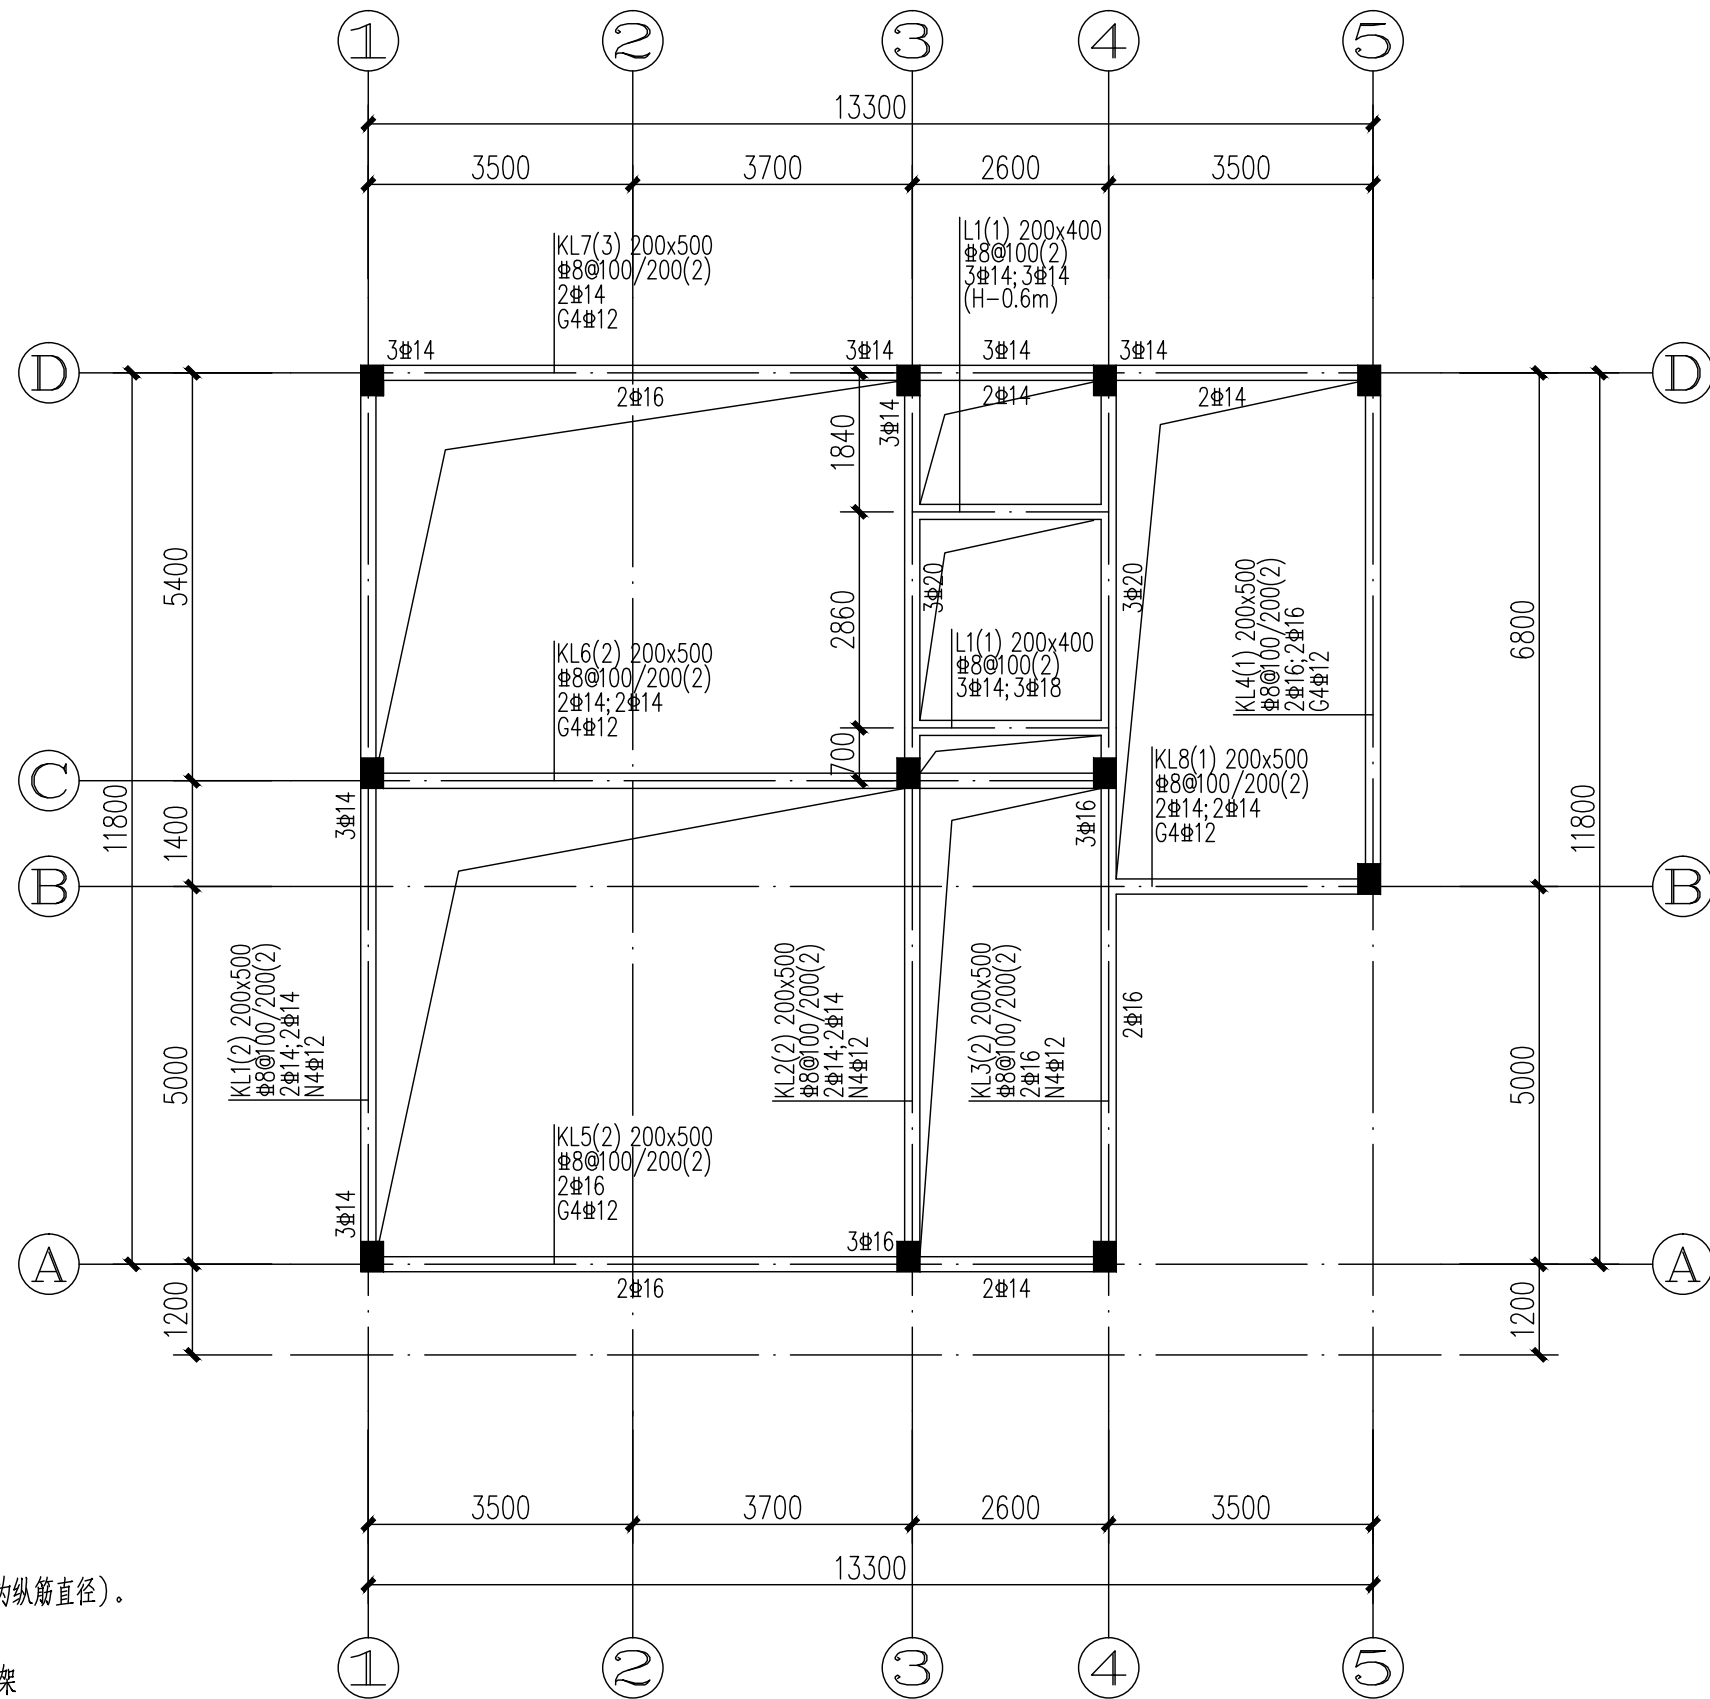 1 2 3 4 5
13300
3500 3700 2600 3500
KL7(3) 200x500
⌀8@100/200(2)
2⌀14
G4⌀12
L1(1) 200x400
⌀8@100(2)
3⌀14;3⌀14
(H-0.6m)
D
3⌀14 3⌀14 3⌀14 3⌀14
D
2⌀16 2⌀14 2⌀14
3⌀14
1840
5400
2860
3⌀20
3⌀20
6800
KL4(1) 200x500
⌀8@100/200(2)
2⌀16;2⌀16
G4⌀12
KL6(2) 200x500
⌀8@100/200(2)
2⌀14;2⌀14
G4⌀12
L1(1) 200x400
⌀8@100(2)
3⌀14;3⌀18
700
KL8(1) 200x500
⌀8@100/200(2)
2⌀14;2⌀14
G4⌀12
C
11800
1400
3⌀14
3⌀16
11800
B
B
KL1(2) 200x500
⌀8@100/200(2)
2⌀14;2⌀14
N4⌀12
KL2(2) 200x500
⌀8@100/200(2)
2⌀14;2⌀14
N4⌀12
KL3(2) 200x500
⌀8@100/200(2)
2⌀16
N4⌀12
2⌀16
5000
5000
KL5(2) 200x500
⌀8@100/200(2)
2⌀16
G4⌀12
3⌀14
3⌀16
A
A
2⌀16 2⌀14
1200
1200
3500 3700 2600 3500
13300
为纵筋直径)。
1 2 3 4 5
架